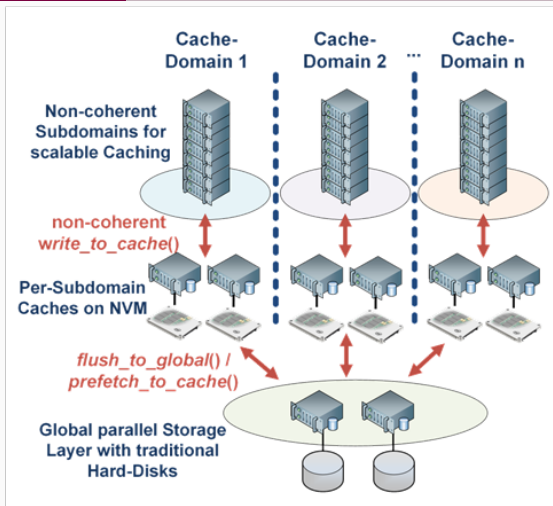 Cache-
Domain 1
Cache-
Domain 2
...
Cache-
Domain n
Non-coherent
Subdomains for
scalable Caching
non-coherent
write_to_cache()
Per-Subdomain
Caches on NVM
flush_to_global() /
prefetch_to_cache()
Global parallel Storage
Layer with traditional
Hard-Disks